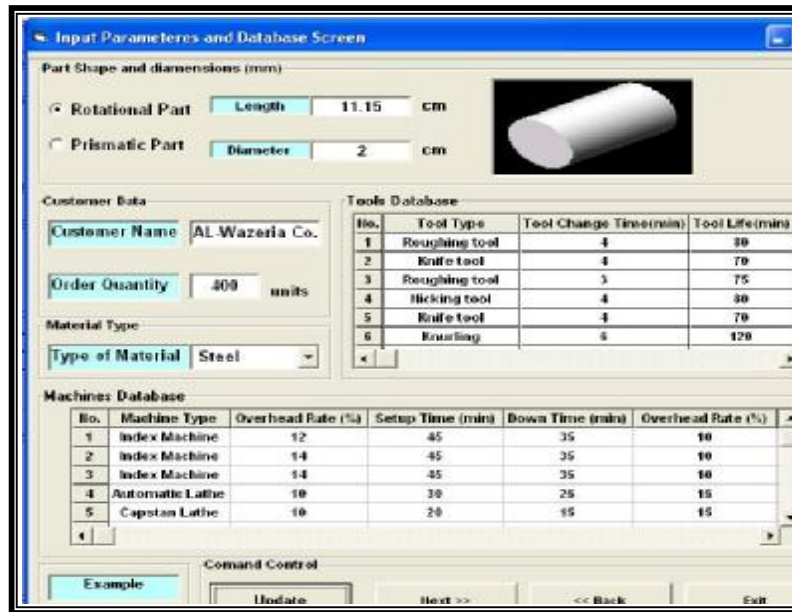 Input Parameteres and Database Screen
Part Shape and diamensions (mm)
Rotational Part Length 11.15 cm
Prismatic Part Diameter 2 cm
Customer Data
Customer Name AL-Wazeria Co.
Order Quantity 400 units
Material Type
Type of Material Steel
Tools Database
No. Tool Type Tool Change Time(min) Tool Life(min)
1 Roughing tool 4 80
2 Knife tool 4 70
3 Roughing tool 3 75
4 Nicking tool 4 80
5 Knife tool 4 70
6 Knurling 6 120
Machines Database
No. Machine Type Overhead Rate (%) Setup Time (min) Down Time (min) Overhead Rate (%)
1 Index Machine 12 45 35 10
2 Index Machine 14 45 35 10
3 Index Machine 14 45 35 10
4 Automatic Lathe 10 30 25 15
5 Capstan Lathe 10 20 15 15
Example
Comand Control
Update Next >> << Back Exit